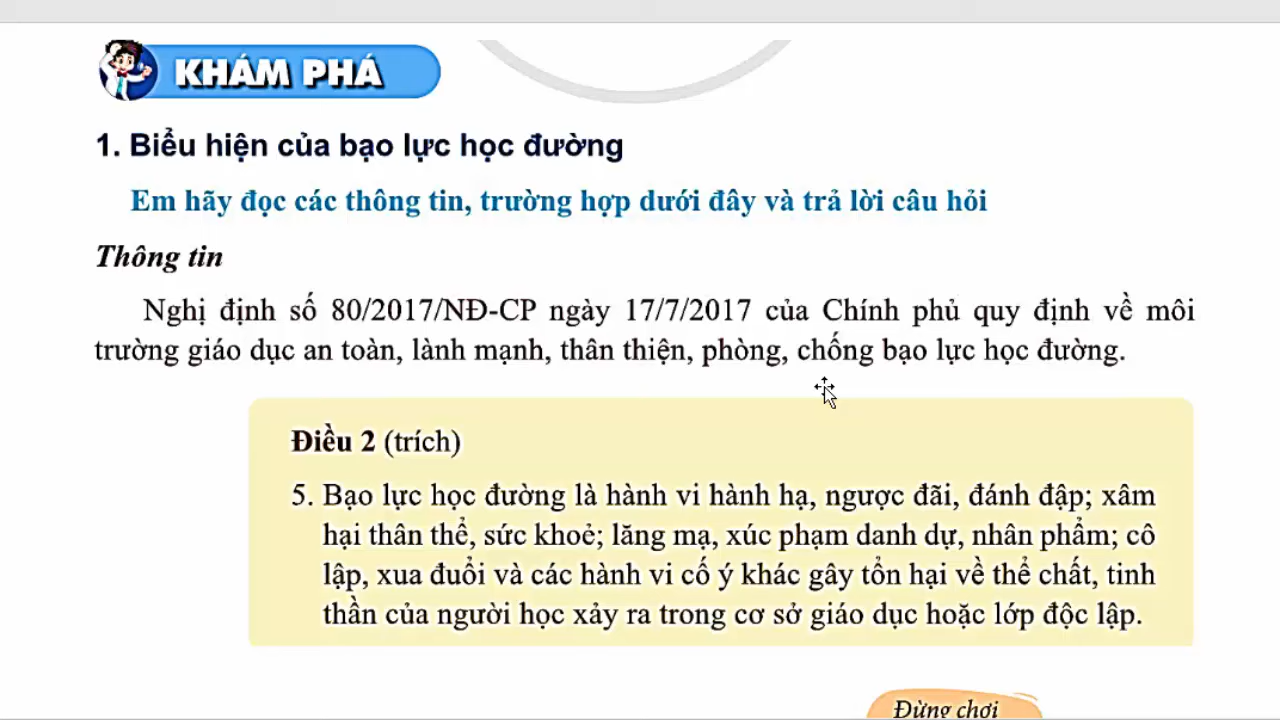 KHÁM PHÁ
1. Biểu hiện của bạo lực học đường
Em hãy đọc các thông tin, trường hợp dưới đây và trả lời câu hỏi
Thông tin
Nghị định số 80/2017/NĐ-CP ngày 17/7/2017 của Chính phủ quy định về môi
trường giáo dục an toàn, lành mạnh, thân thiện, phòng, chống bạo lực học đường.
Điều 2 (trích)
5. Bạo lực học đường là hành vi hành hạ, ngược đãi, đánh đập; xâm
hại thân thể, sức khoẻ; lăng mạ, xúc phạm danh dự, nhân phẩm; cô
lập, xua đuổi và các hành vi cố ý khác gây tổn hại về thể chất, tinh
thần của người học xảy ra trong cơ sở giáo dục hoặc lớp độc lập.
Đừng chơi